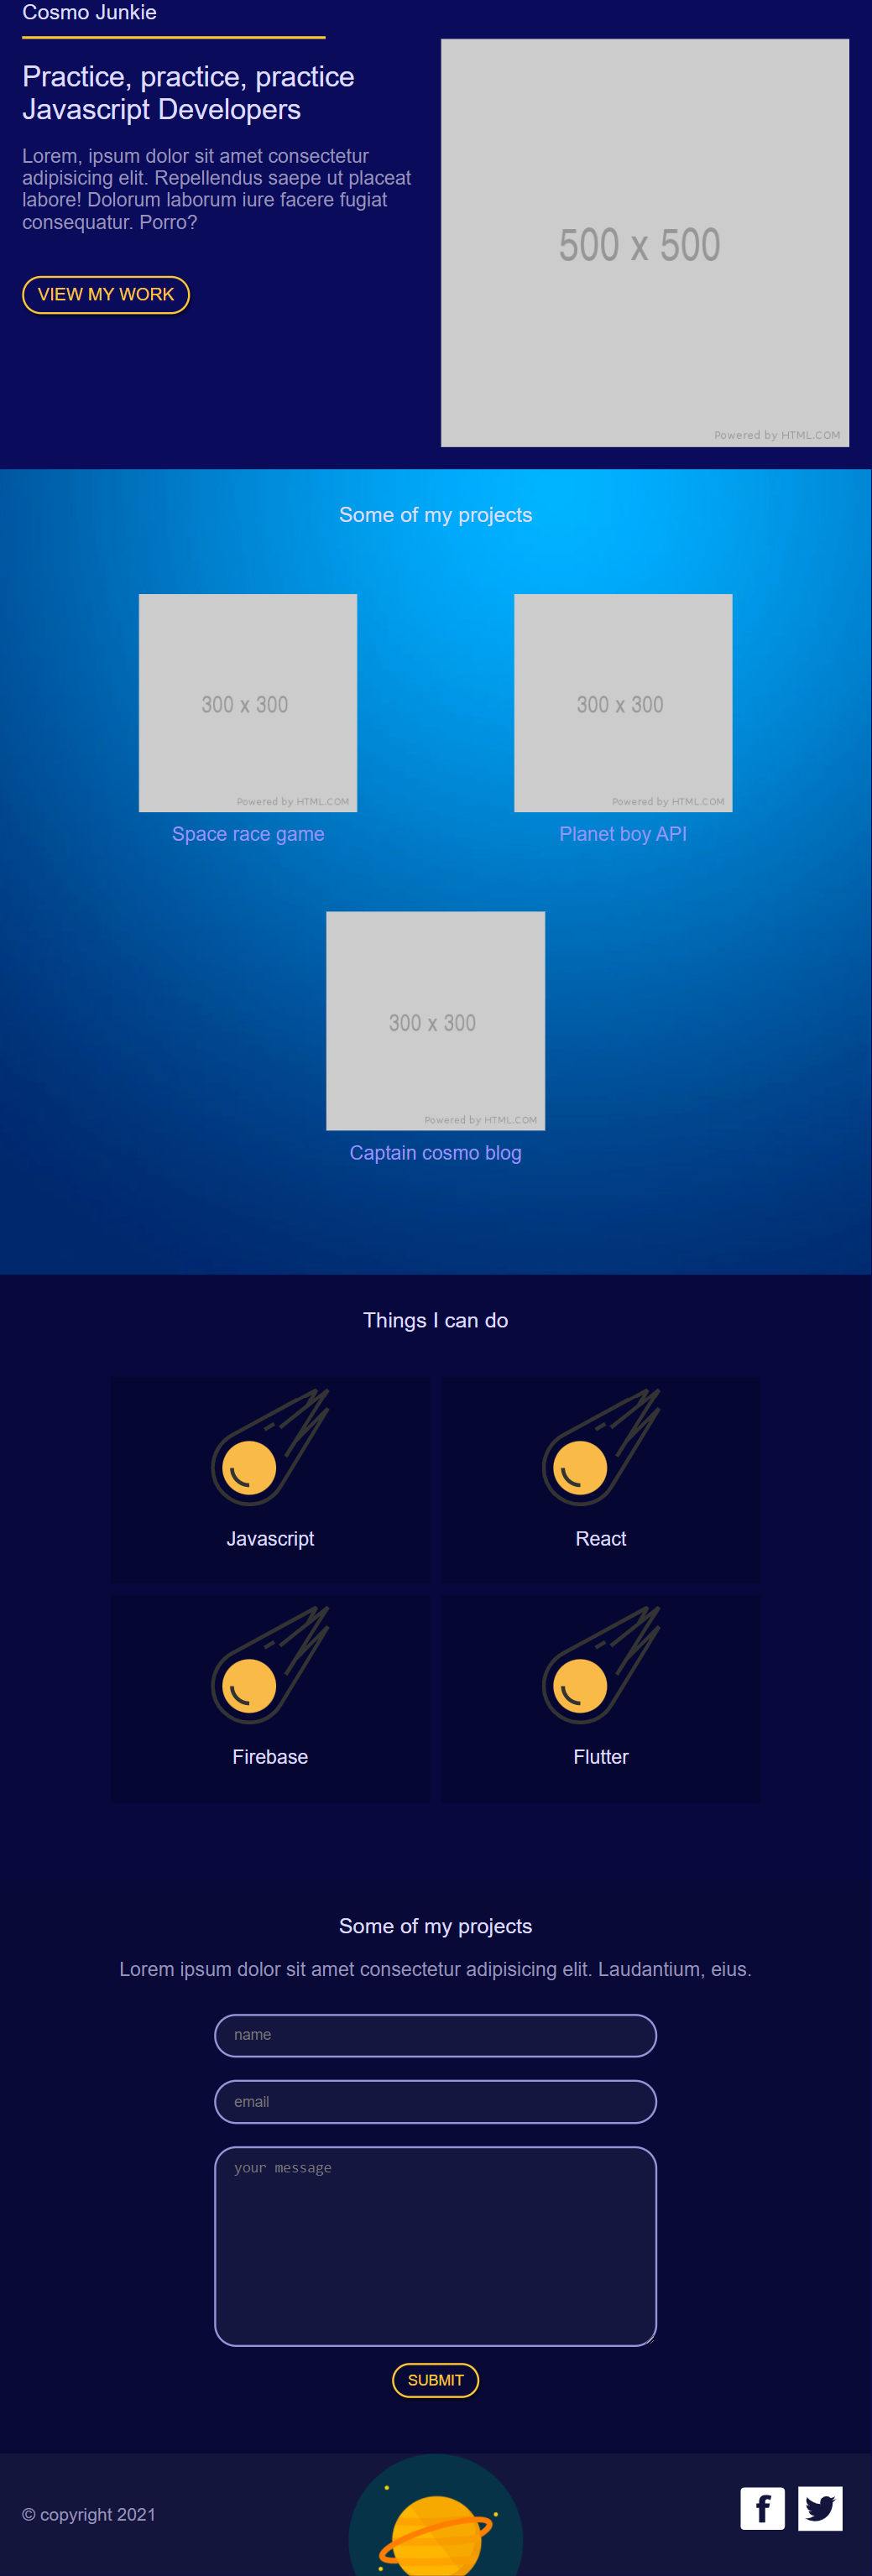 Cosmo Junkie
Practice, practice, practice
Javascript Developers
Lorem, ipsum dolor sit amet consectetur
adipisicing elit. Repellendus saepe ut placeat
labore! Dolorum laborum iure facere fugiat
consequatur. Porro?
VIEW MY WORK
500 x 500
Powered by HTML.COM
Some of my projects
300 x 300
Powered by HTML.COM
Space race game
300 x 300
Powered by HTML.COM
Planet boy API
300 x 300
Powered by HTML.COM
Captain cosmo blog
Things I can do
Javascript
React
Firebase
Flutter
Some of my projects
Lorem ipsum dolor sit amet consectetur adipisicing elit. Laudantium, eius.
name
email
your message
SUBMIT
© copyright 2021